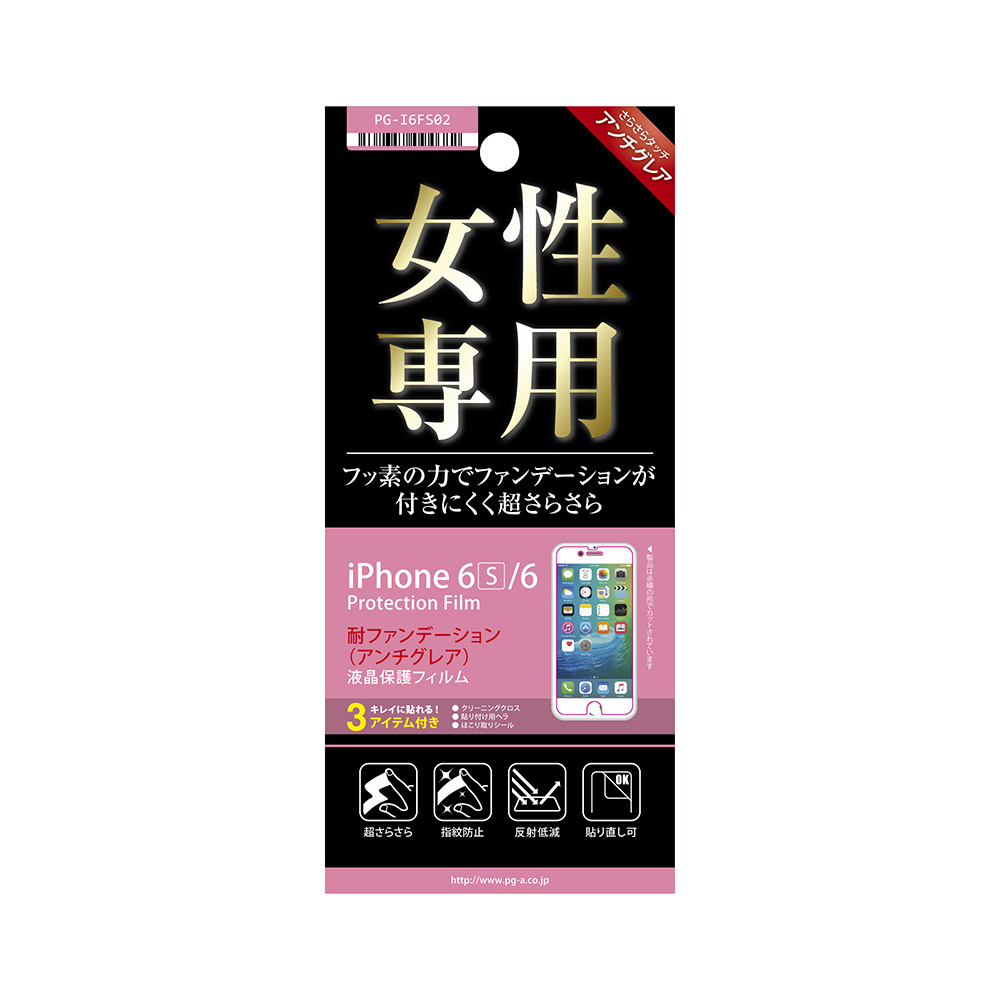 PG-I6FS02
さらさらタッチ
アンチグレア
女性
専用
フッ素の力でファンデーションが
付きにくく超さらさら
iPhone 6S/6
Protection Film
耐ファンデーション
（アンチグレア）
液晶保護フィルム
◀製品は赤線の形でカットされています
3 キレイに貼れる！
アイテム付き
●クリーニングクロス
●貼り付け用ヘラ
●ほこり取りシール
超さらさら
指紋防止
反射低減
OK
貼り直し可
http://www.pg-a.co.jp